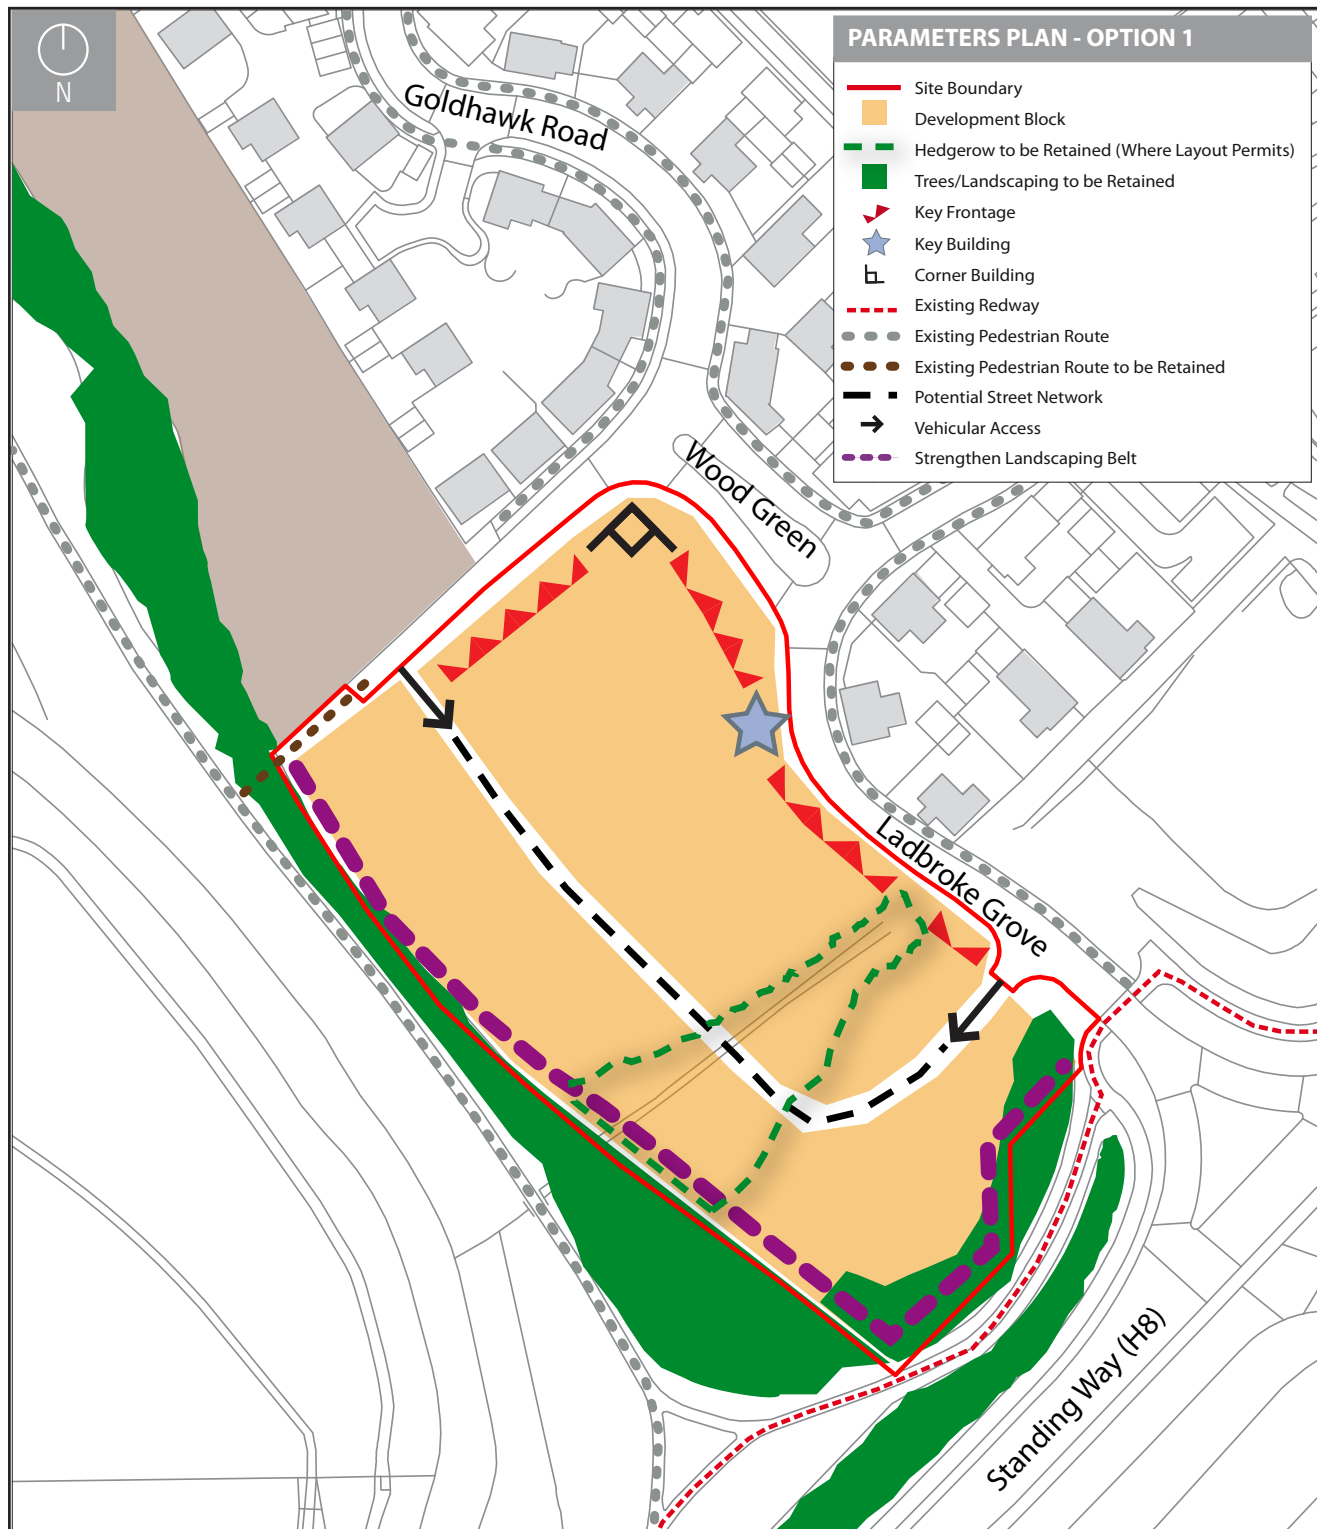 N
PARAMETERS PLAN - OPTION 1
Site Boundary
Development Block
Hedgerow to be Retained (Where Layout Permits)
Trees/Landscaping to be Retained
Key Frontage
Key Building
Corner Building
Existing Redway
Existing Pedestrian Route
Existing Pedestrian Route to be Retained
Potential Street Network
Vehicular Access
Strengthen Landscaping Belt
Goldhawk Road
Wood Green
Ladbroke Grove
Standing Way (H8)